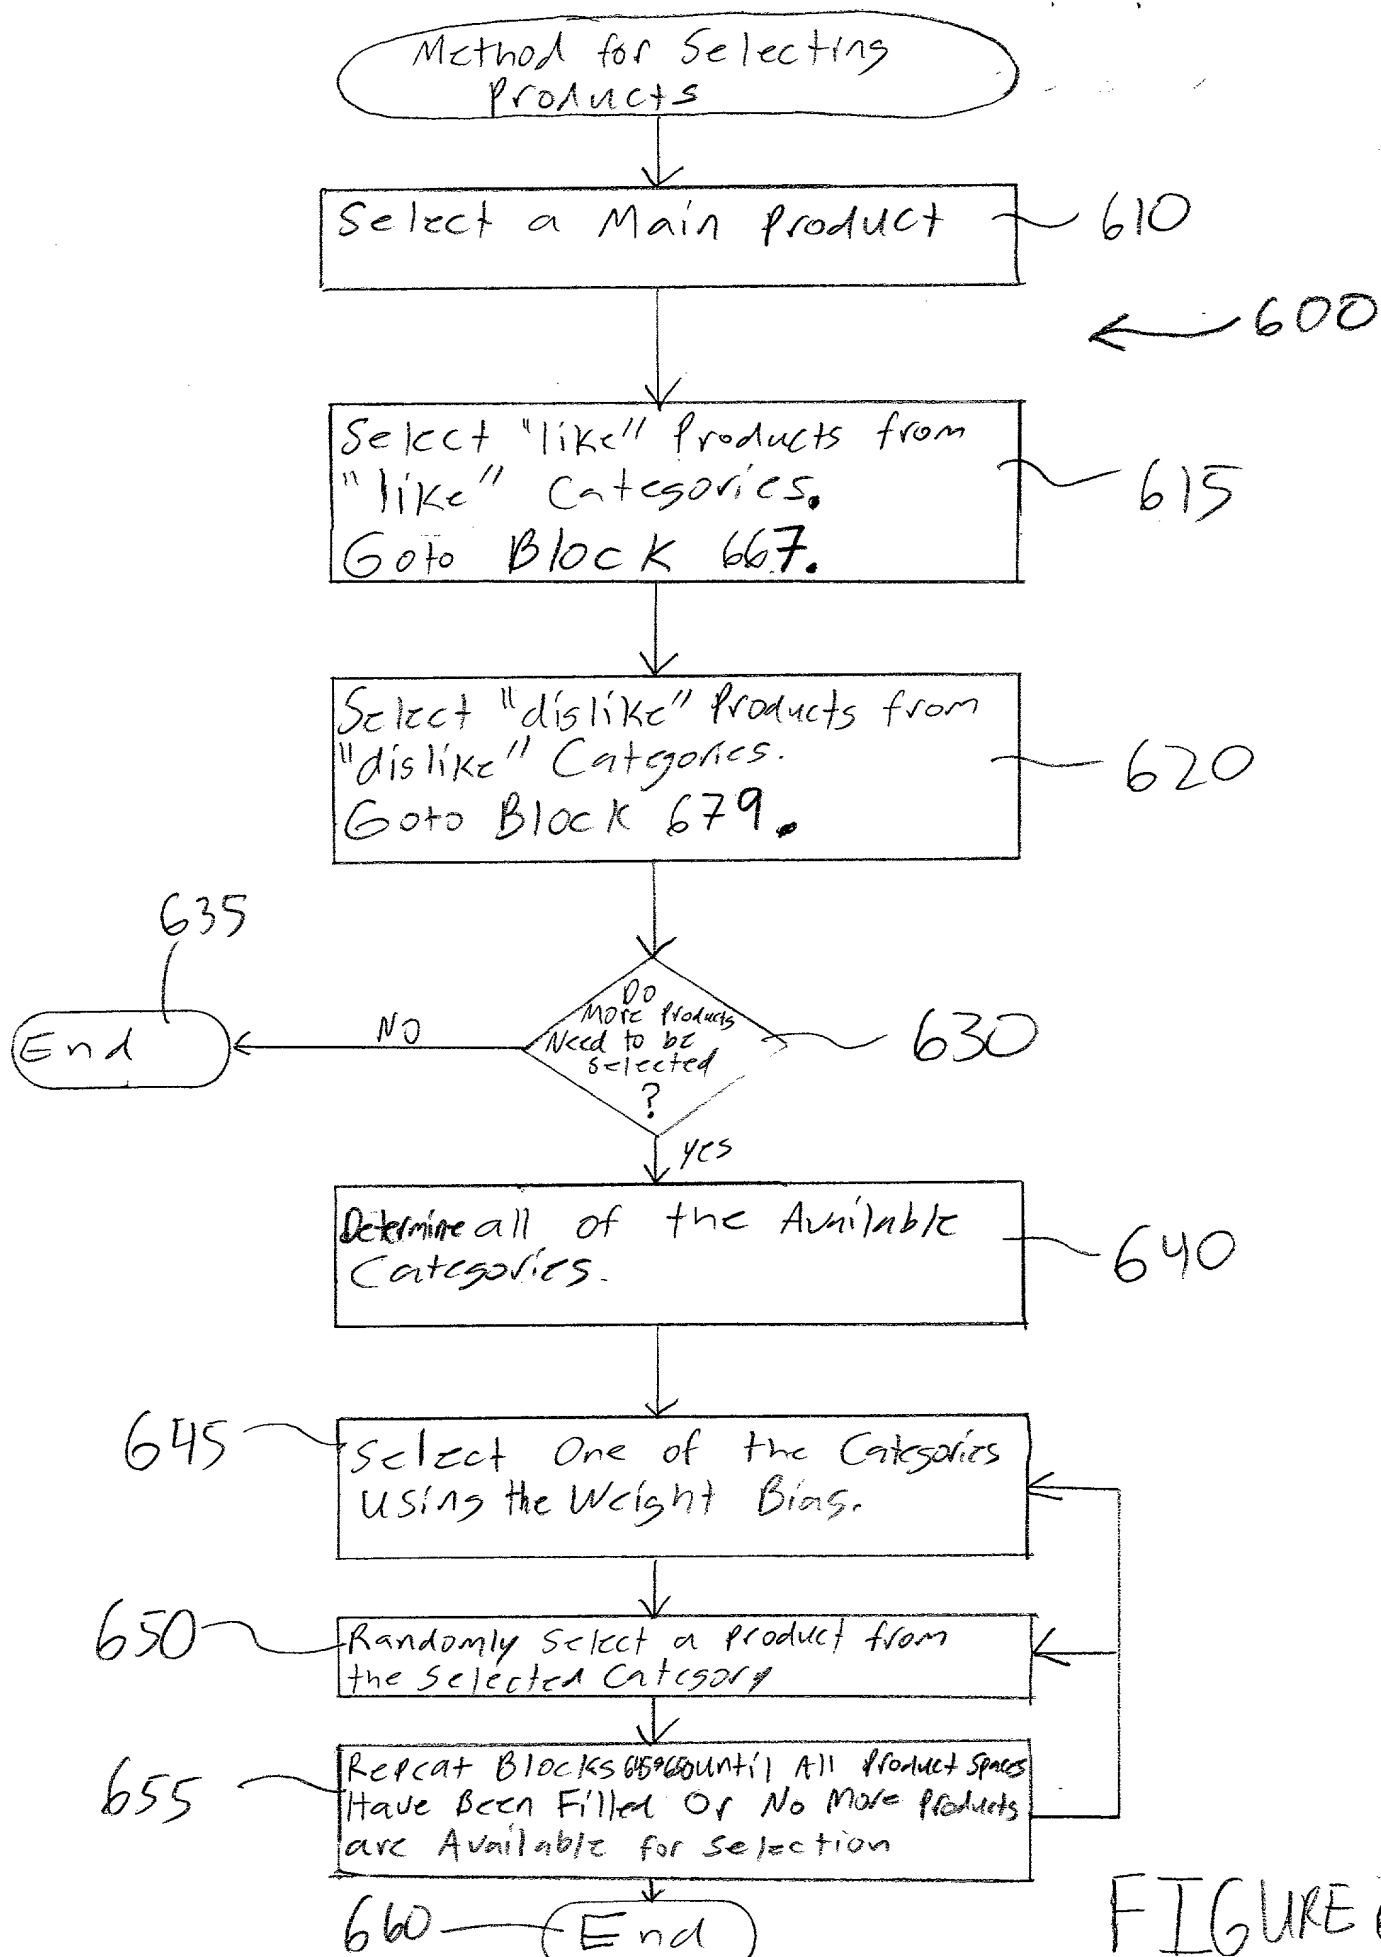 Method for Selecting
Products
Select a Main Product
610
600
Select "like" Products from
"like" Categories.
Goto Block 667.
615
Select "dislike" Products from
"dislike" Categories.
Goto Block 679.
620
635
End
NO
Do
More Products
Need to be
Selected
?
630
yes
Determine all of the Available
Categories.
640
645
Select One of the Categories
Using the Weight Bias.
650
Randomly Select a Product from
the Selected Category
655
Repeat Blocks until All Product Spaces
Have Been Filled Or No More Products
are Available for Selection
660
End
FIGURE